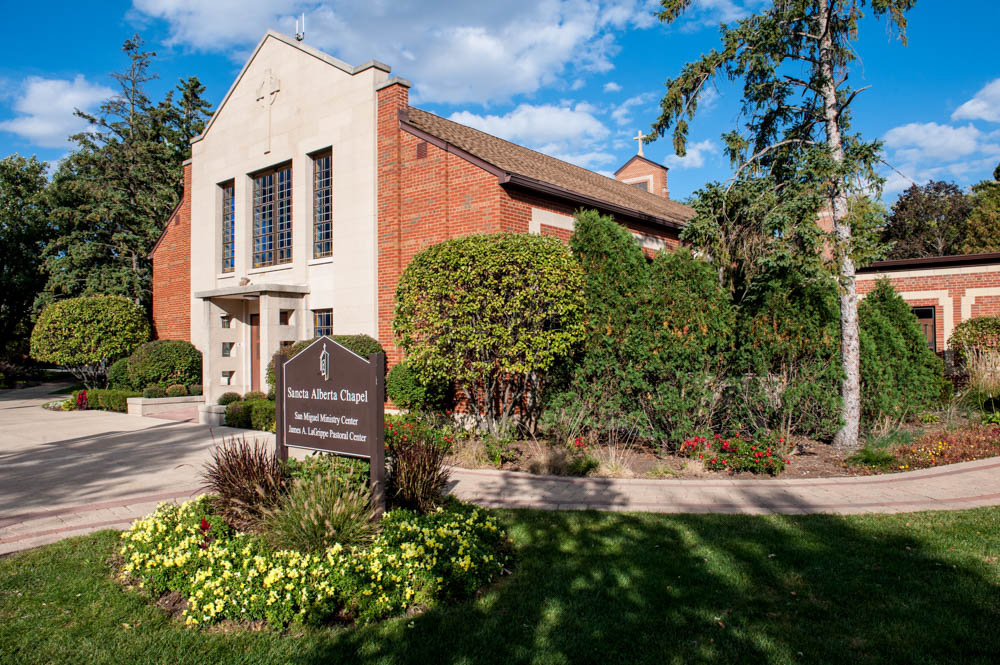 Sancta Alberta Chapel
San Miguel Ministry Center
James A. LaGrippe Pastoral Center